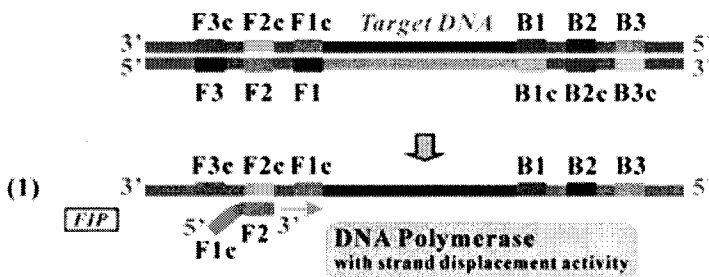 F3c F2c F1c Target DNA B1 B2 B3
3' 5'
5' 3'
F3 F2 F1 B1c B2c B3c
F3c F2c F1c B1 B2 B3
(1) 3' 5'
FIP
5' F1c F2 3'
DNA Polymerase
with strand displacement activity